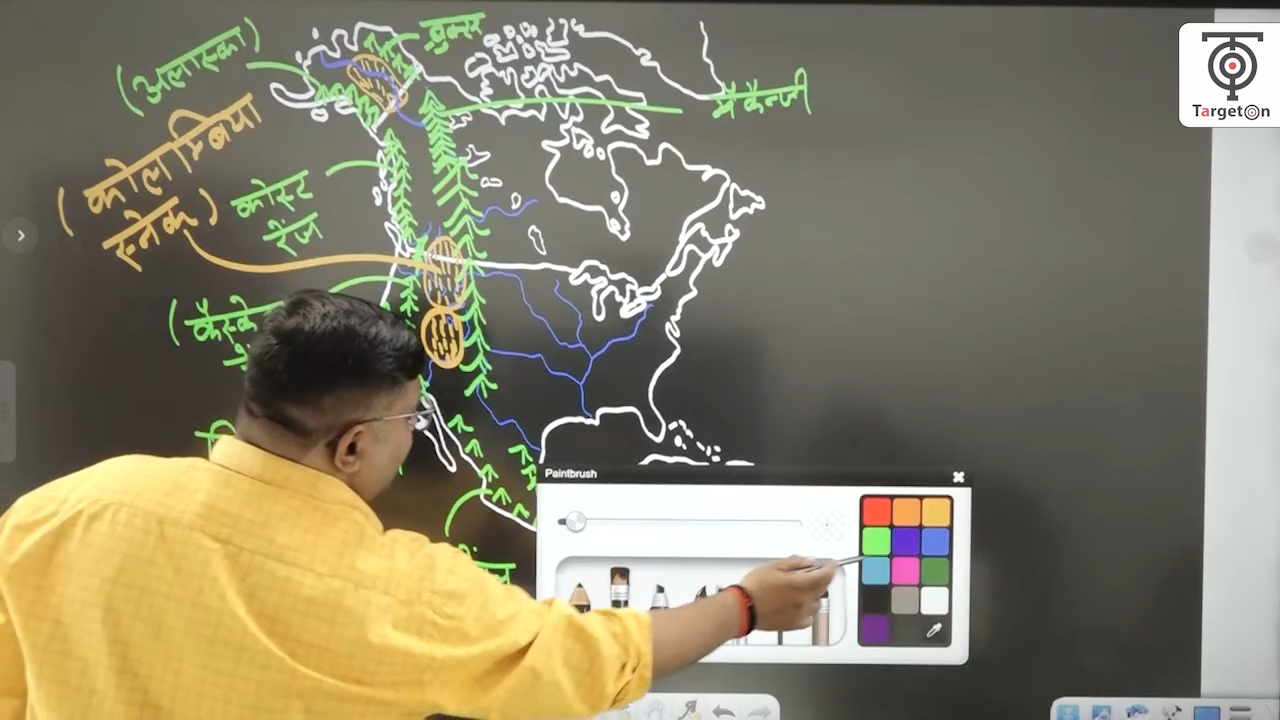 (अलास्का)
ब्रुक्स
मैकेन्जी
(कोलम्बिया
स्नेक)
कोस्ट
रेंज
(कैस्के
TargetOn
Paintbrush